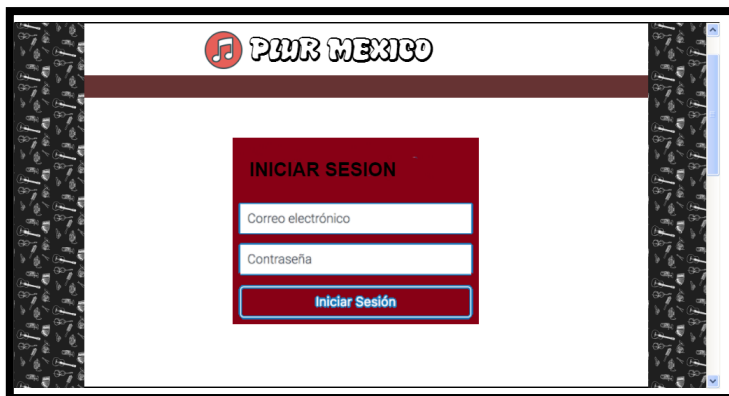 PLUR MEXICO
INICIAR SESION
Correo electrónico
Contraseña
Iniciar Sesión